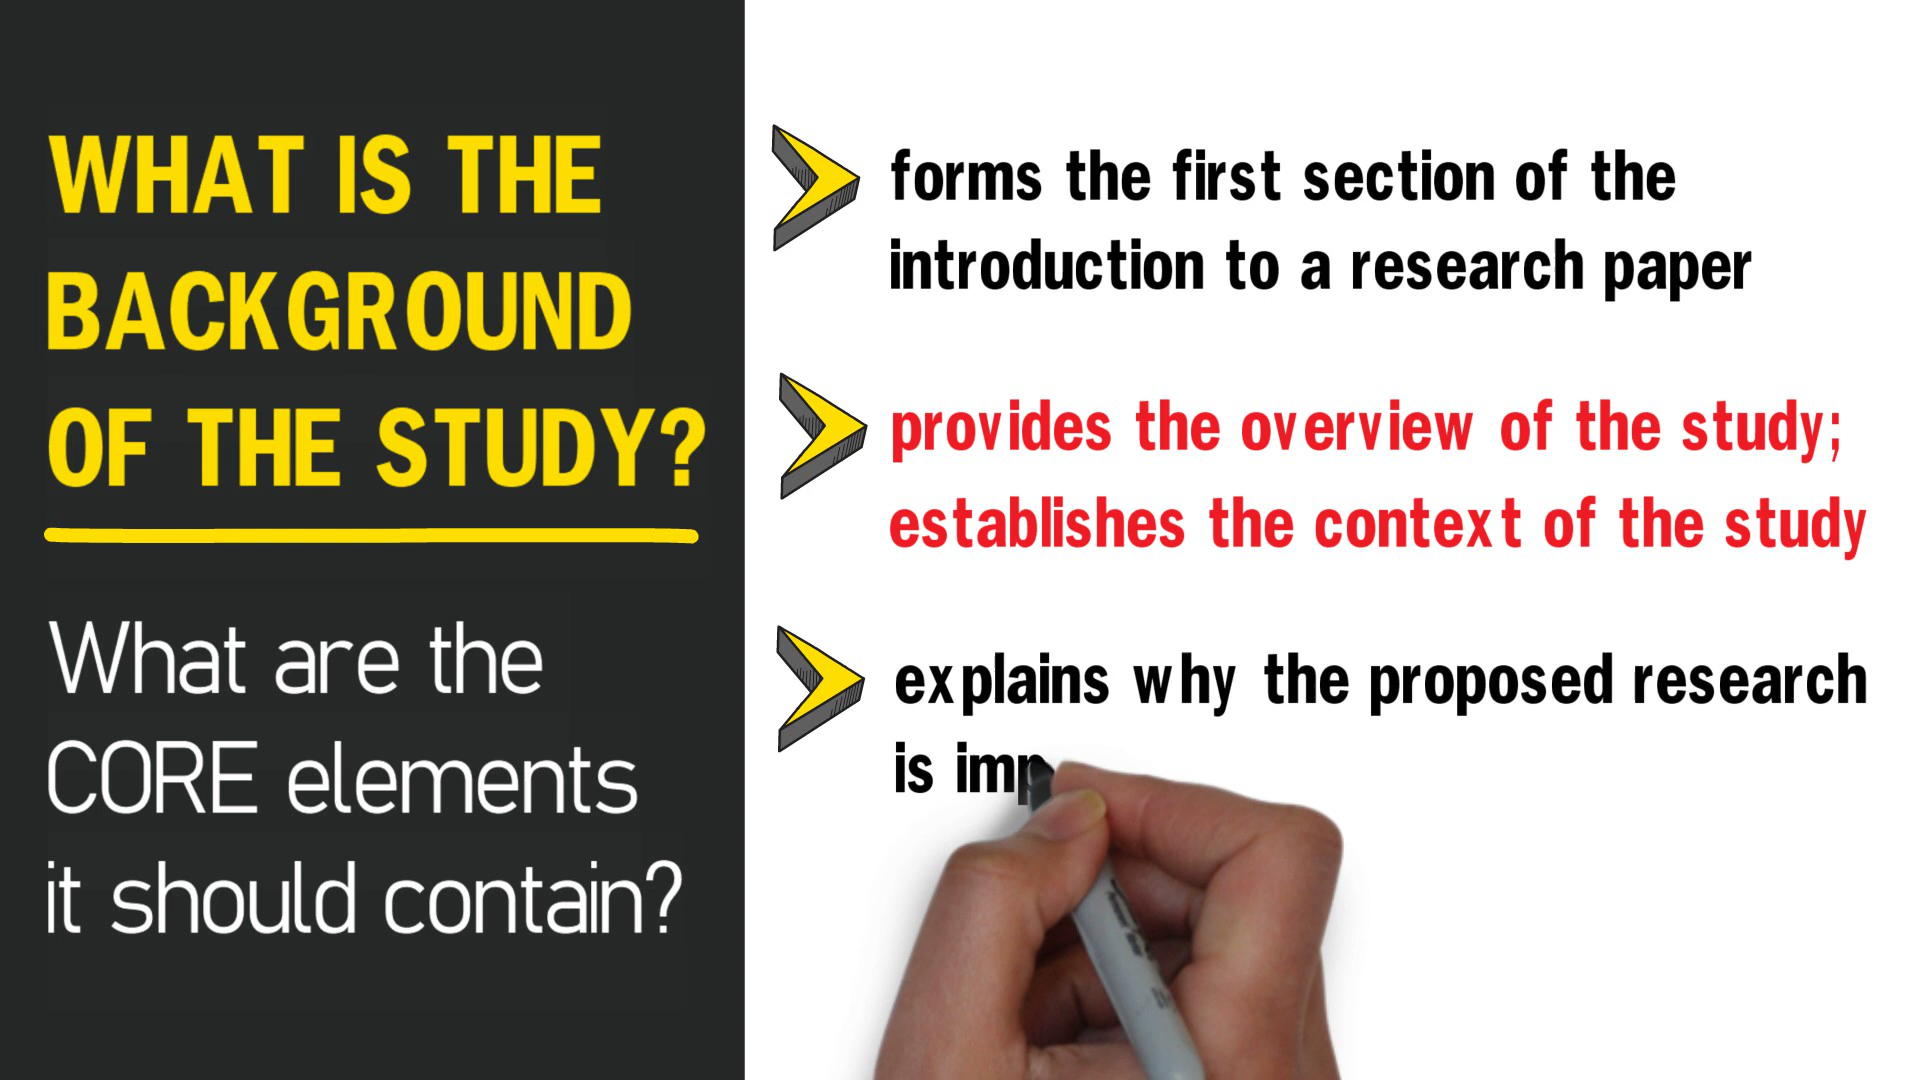 WHAT IS THE
BACKGROUND
OF THE STUDY?
What are the
CORE elements
it should contain?
forms the first section of the
introduction to a research paper
provides the overview of the study;
establishes the context of the study
explains why the proposed research
is imp